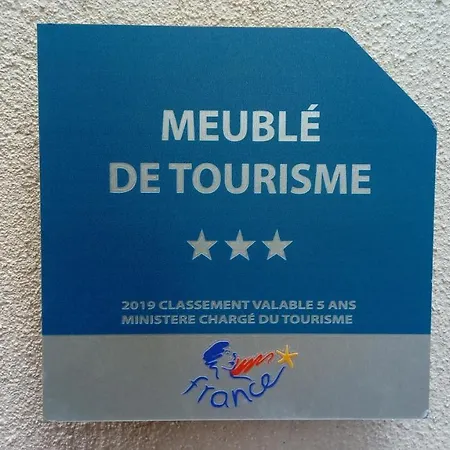 MEUBLÉ
DE TOURISME
2019 CLASSEMENT VALABLE 5 ANS
MINISTERE CHARGÉ DU TOURISME
france